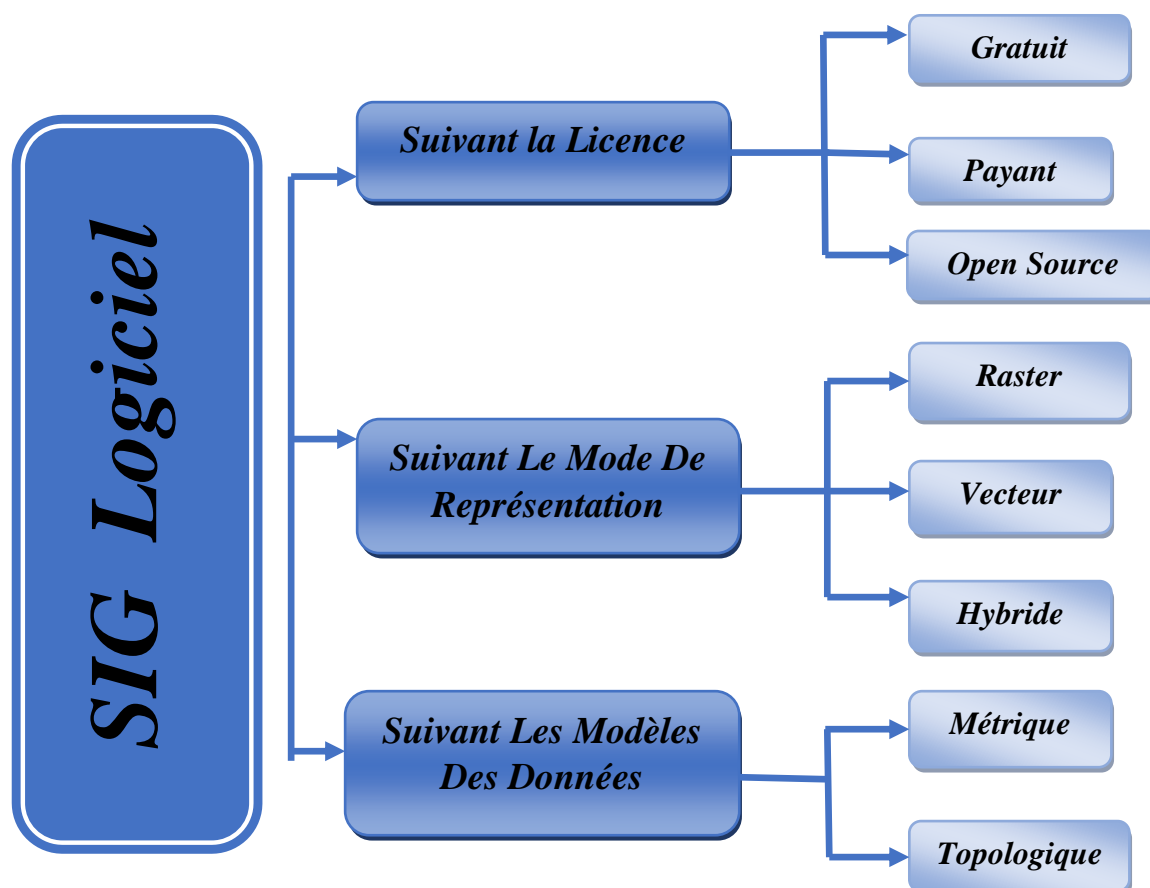 SIG Logiciel
Suivant la Licence
Gratuit
Payant
Open Source
Suivant Le Mode De
Représentation
Raster
Vecteur
Hybride
Suivant Les Modèles
Des Données
Métrique
Topologique